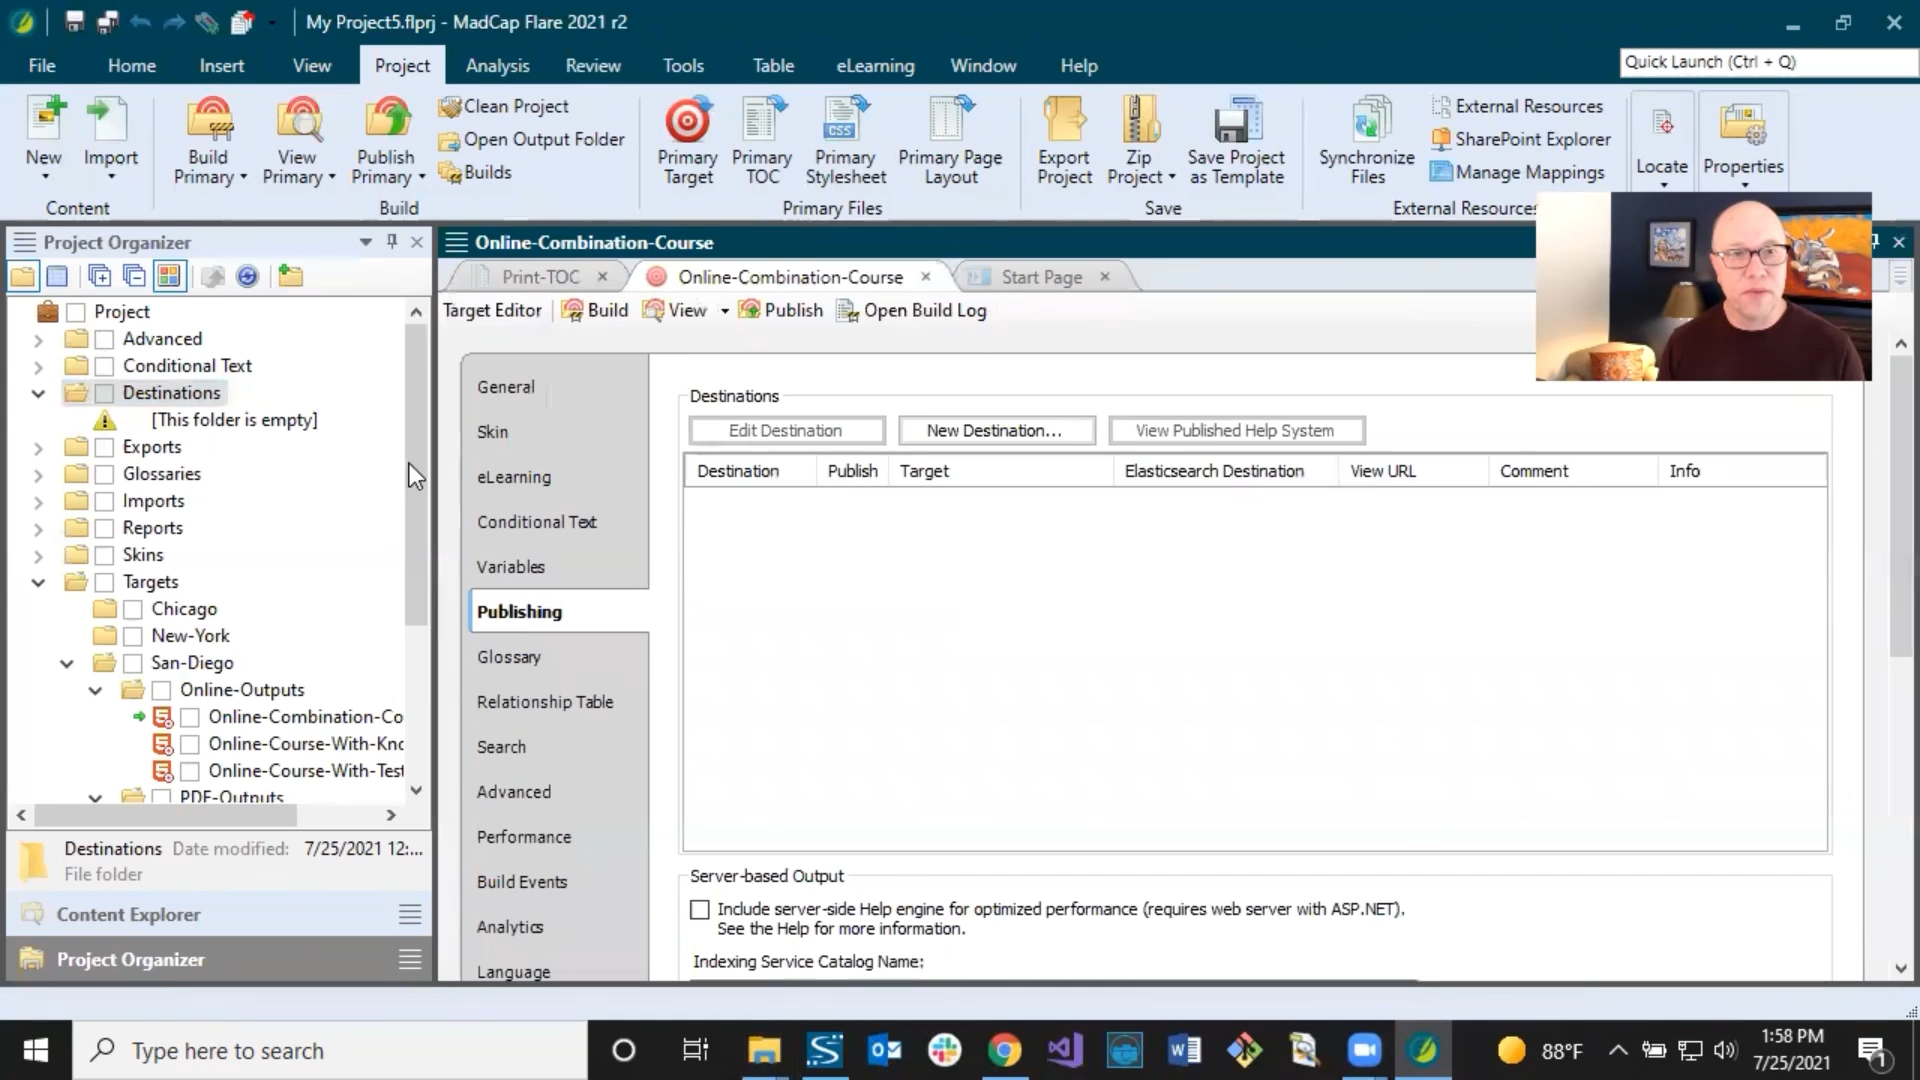 My Project5.flprj - MadCap Flare 2021 r2
File Home Insert View Project Analysis Review Tools Table eLearning Window Help
Quick Launch (Ctrl + Q)
New
Import
Content
Build Primary
View Primary
Publish Primary
Clean Project
Open Output Folder
Builds
Build
Primary Target
Primary TOC
Primary Stylesheet
CSS
Primary Page Layout
Primary Files
Export Project
Zip Project
Save Project as Template
Save
Synchronize Files
External Resources
SharePoint Explorer
Manage Mappings
External Resources
Locate
Properties
Project Organizer
Project
Advanced
Conditional Text
Destinations
[This folder is empty]
Exports
Glossaries
Imports
Reports
Skins
Targets
Chicago
New-York
San-Diego
Online-Outputs
Online-Combination-Co
Online-Course-With-Knc
Online-Course-With-Test
PDF-Outputs
Destinations Date modified: 7/25/2021 12:...
File folder
Content Explorer
Project Organizer
Online-Combination-Course
Print-TOC
Online-Combination-Course
Start Page
Target Editor Build View Publish Open Build Log
General
Skin
eLearning
Conditional Text
Variables
Publishing
Glossary
Relationship Table
Search
Advanced
Performance
Build Events
Analytics
Language
Destinations
Edit Destination New Destination... View Published Help System
Destination Publish Target Elasticsearch Destination View URL Comment Info
Server-based Output
Include server-side Help engine for optimized performance (requires web server with ASP.NET).
See the Help for more information.
Indexing Service Catalog Name:
Type here to search
88°F
1:58 PM
7/25/2021
1